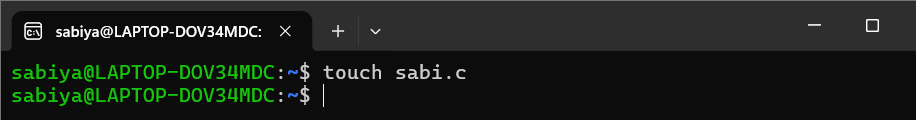 sabiya@LAPTOP-DOV34MDC:
sabiya@LAPTOP-DOV34MDC:~$ touch sabi.c
sabiya@LAPTOP-DOV34MDC:~$